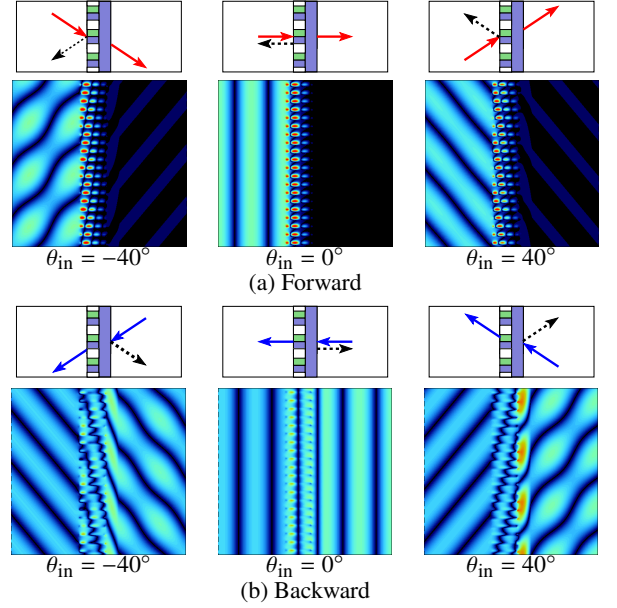 θin = −40° θin = 0° θin = 40°
(a) Forward
θin = −40° θin = 0° θin = 40°
(b) Backward